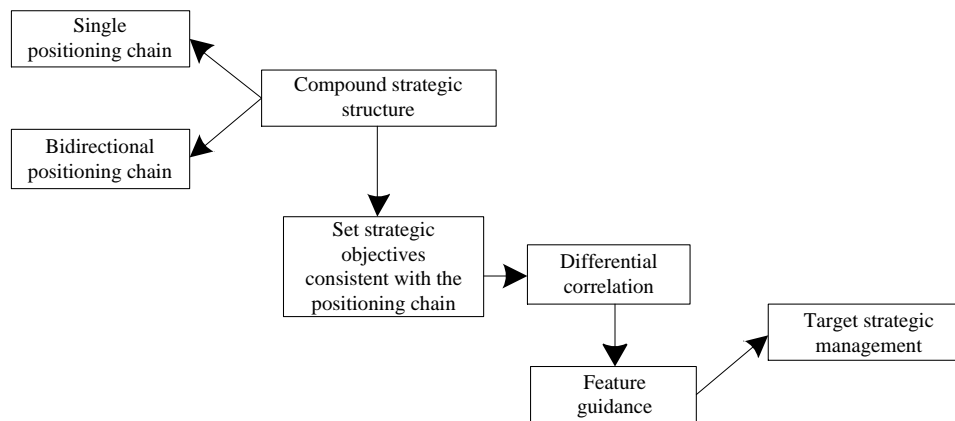 Single
positioning chain
Compound strategic
structure
Bidirectional
positioning chain
Set strategic
objectives
consistent with the
positioning chain
Differential
correlation
Target strategic
management
Feature
guidance